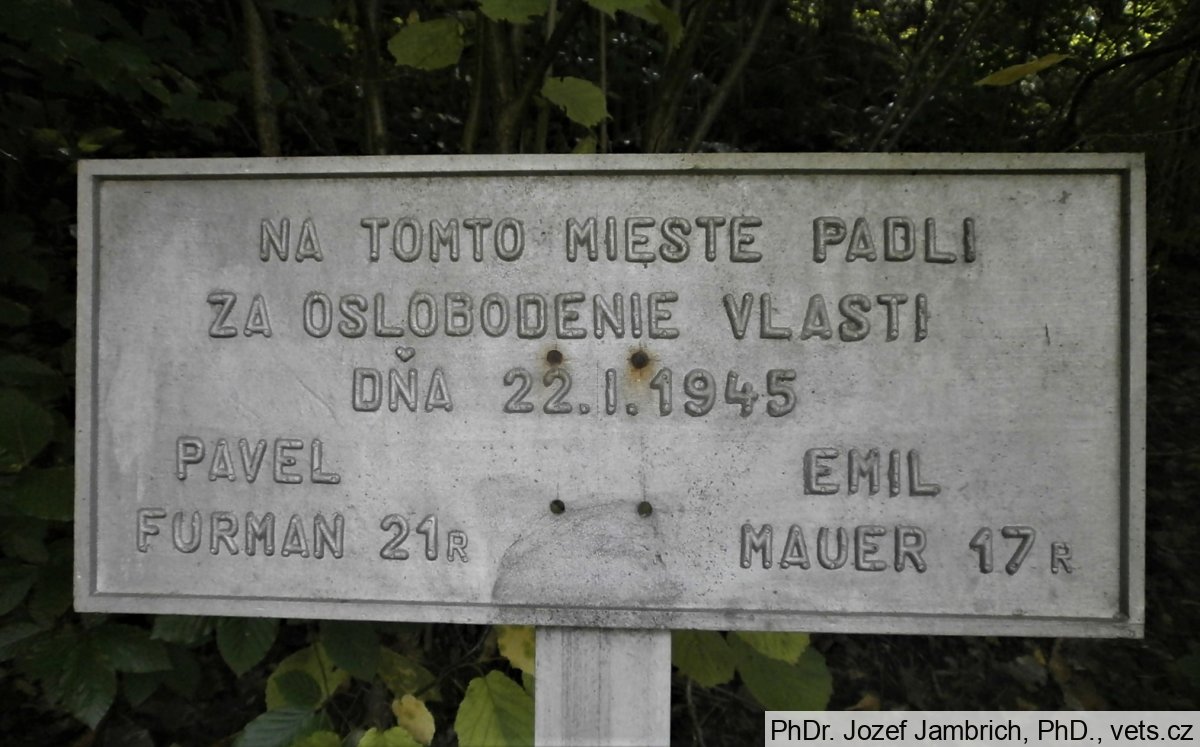 NA TOMTO MIESTE PADLI
ZA OSLOBODENIE VLASTI
DŇA 22.I.1945
PAVEL
FURMAN 21R
EMIL
MAUER 17R
PhDr. Jozef Jambrich, PhD., vets.cz